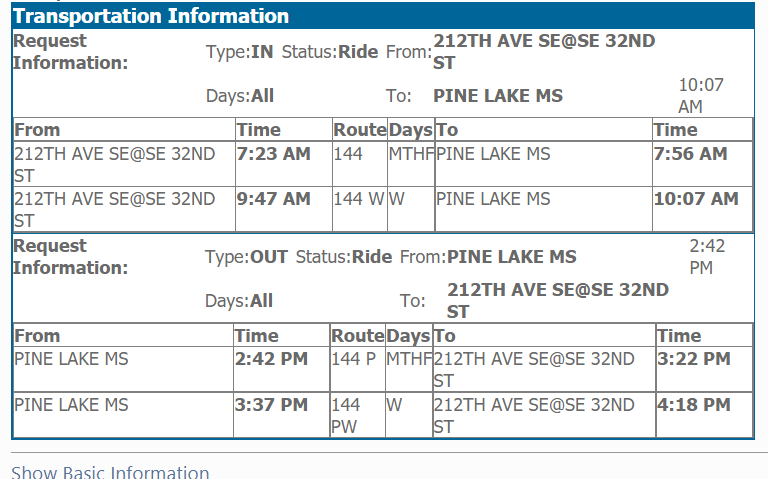 Transportation Information
Request Information: Type:IN Status:Ride From: 212TH AVE SE@SE 32ND ST
Days:All To: PINE LAKE MS 10:07 AM
From Time Route Days To Time
212TH AVE SE@SE 32ND ST 7:23 AM 144 MTHF PINE LAKE MS 7:56 AM
212TH AVE SE@SE 32ND ST 9:47 AM 144 W W PINE LAKE MS 10:07 AM
Request Information: Type:OUT Status:Ride From:PINE LAKE MS 2:42 PM
Days:All To: 212TH AVE SE@SE 32ND ST
From Time Route Days To Time
PINE LAKE MS 2:42 PM 144 P MTHF 212TH AVE SE@SE 32ND ST 3:22 PM
PINE LAKE MS 3:37 PM 144 PW W 212TH AVE SE@SE 32ND ST 4:18 PM
Show Basic Information